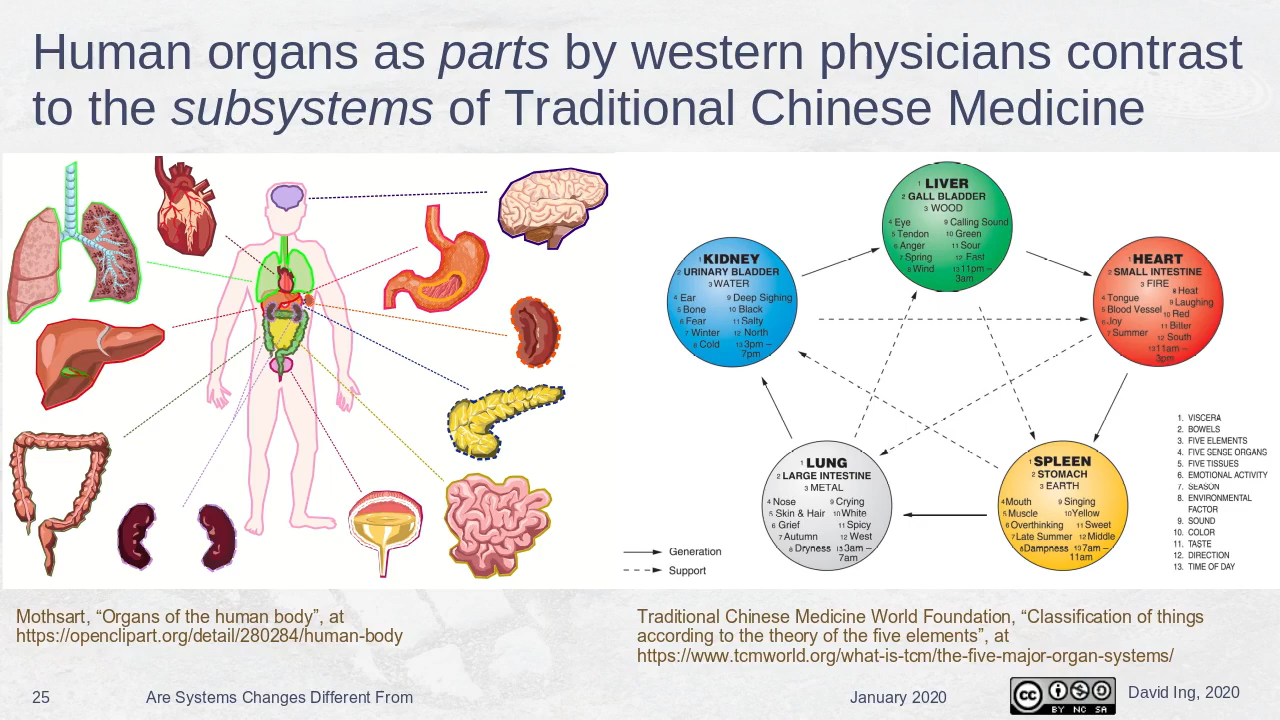 Human organs as parts by western physicians contrast
to the subsystems of Traditional Chinese Medicine
1 LIVER
2 GALL BLADDER
3 WOOD
4 Eye 9 Calling Sound
5 Tendon 10 Green
6 Anger 11 Sour
7 Spring 12 Fast
8 Wind 13 11pm –
3am
1 KIDNEY
2 URINARY BLADDER
3 WATER
4 Ear 9 Deep Sighing
5 Bone 10 Black
6 Fear 11 Salty
7 Winter 12 North
8 Cold 13 3pm –
7pm
1 HEART
2 SMALL INTESTINE
3 FIRE
4 Tongue 8 Heat
5 Blood Vessel 9 Laughing
6 Joy 10 Red
7 Summer 11 Bitter
12 South
13 11am –
3pm
1 LUNG
2 LARGE INTESTINE
3 METAL
4 Nose 9 Crying
5 Skin & Hair 10 White
6 Grief 11 Spicy
7 Autumn 12 West
8 Dryness 13 3am –
7am
1 SPLEEN
2 STOMACH
3 EARTH
4 Mouth 9 Singing
5 Muscle 10 Yellow
6 Overthinking 11 Sweet
7 Late Summer 12 Middle
8 Dampness 13 7am –
11am
1. VISCERA
2. BOWELS
3. FIVE ELEMENTS
4. FIVE SENSE ORGANS
5. FIVE TISSUES
6. EMOTIONAL ACTIVITY
7. SEASON
8. ENVIRONMENTAL
FACTOR
9. SOUND
10. COLOR
11. TASTE
12. DIRECTION
13. TIME OF DAY
Generation
Support
Mothsart, “Organs of the human body”, at
https://openclipart.org/detail/280284/human-body
Traditional Chinese Medicine World Foundation, “Classification of things
according to the theory of the five elements”, at
https://www.tcmworld.org/what-is-tcm/the-five-major-organ-systems/
25
Are Systems Changes Different From
January 2020
cc
BY NC SA
David Ing, 2020